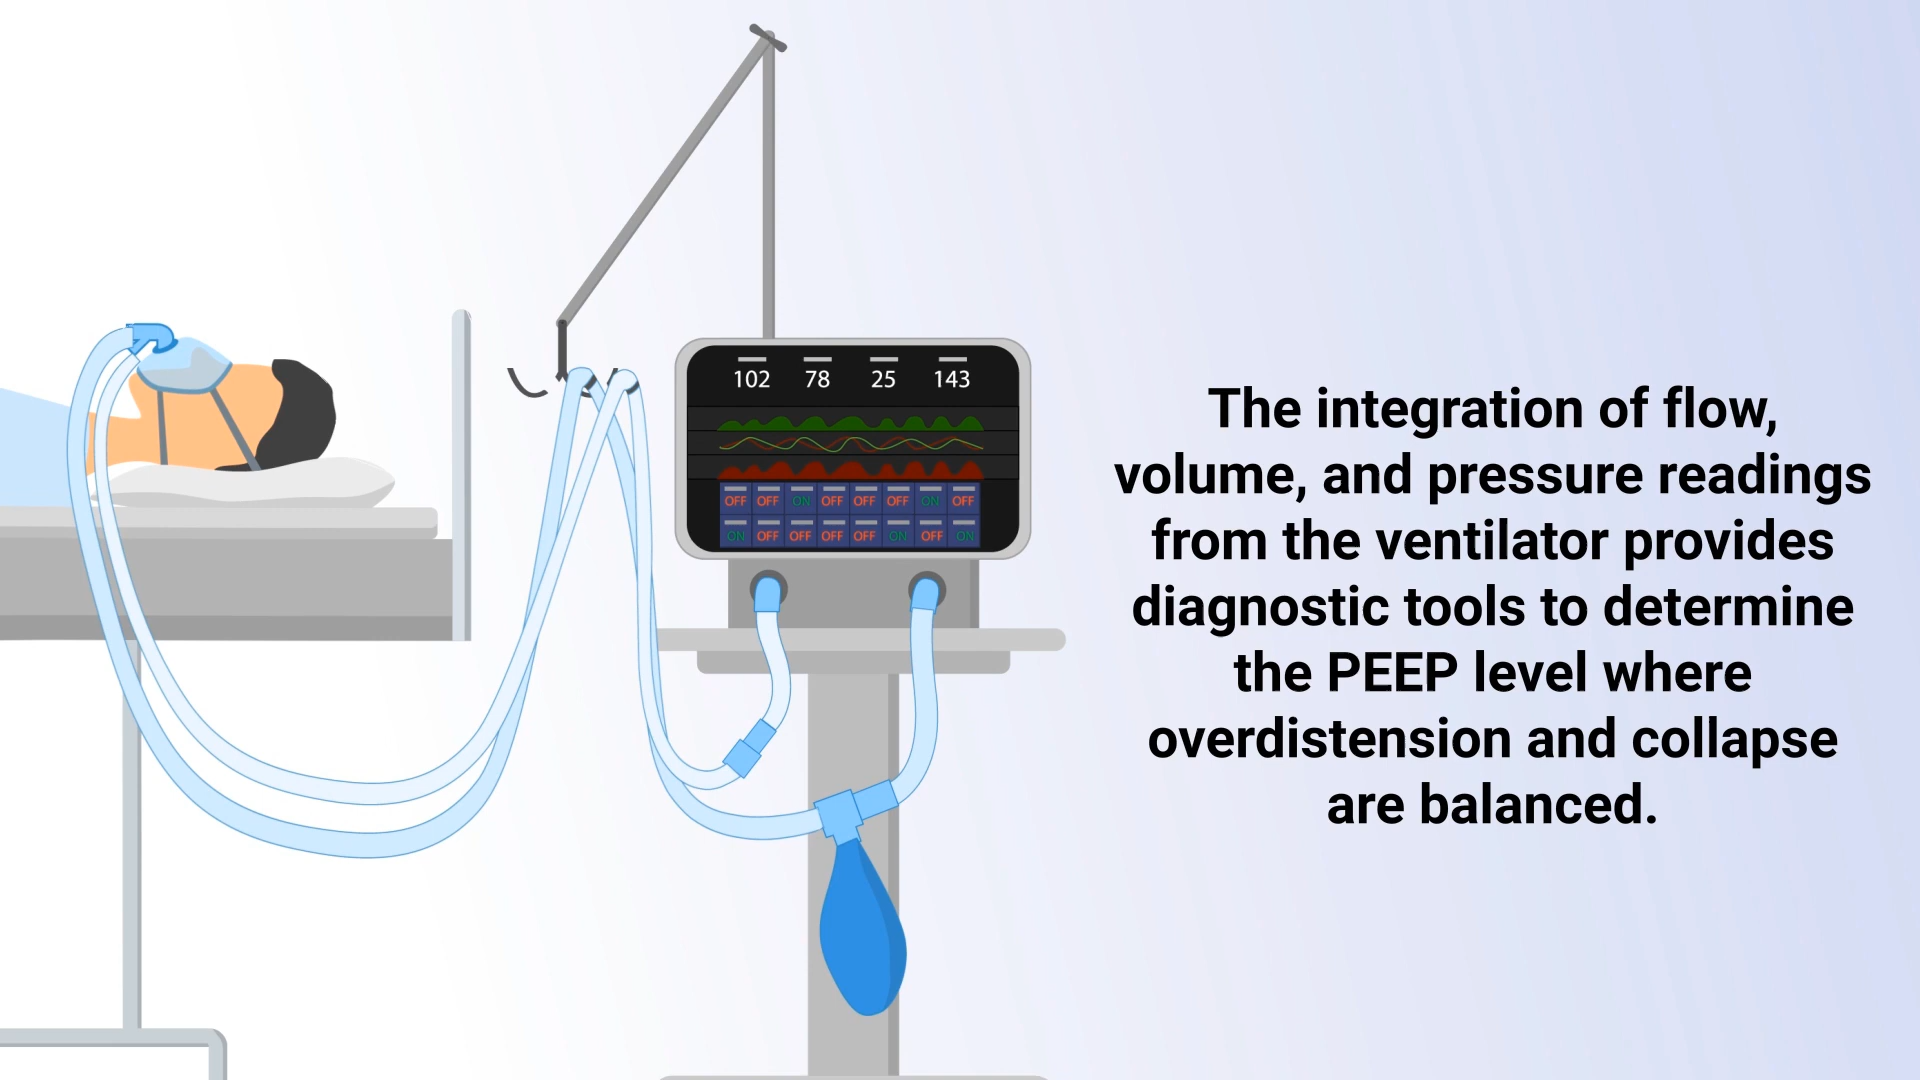 102 78 25 143
OFF OFF ON OFF OFF OFF ON OFF
ON OFF OFF OFF OFF ON OFF ON
The integration of flow,
volume, and pressure readings
from the ventilator provides
diagnostic tools to determine
the PEEP level where
overdistension and collapse
are balanced.